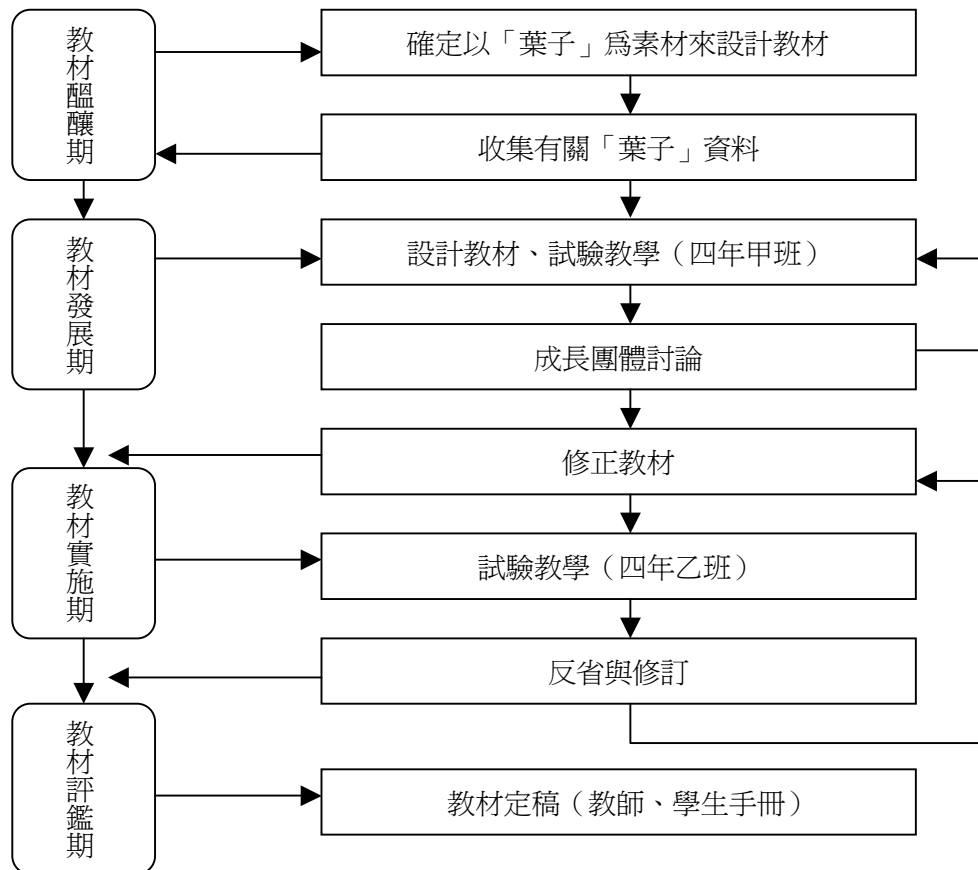 教材醞釀期
確定以「葉子」為素材來設計教材
收集有關「葉子」資料
教材發展期
設計教材、試驗教學（四年甲班）
成長團體討論
修正教材
教材實施期
試驗教學（四年乙班）
反省與修訂
教材評鑑期
教材定稿（教師、學生手冊）